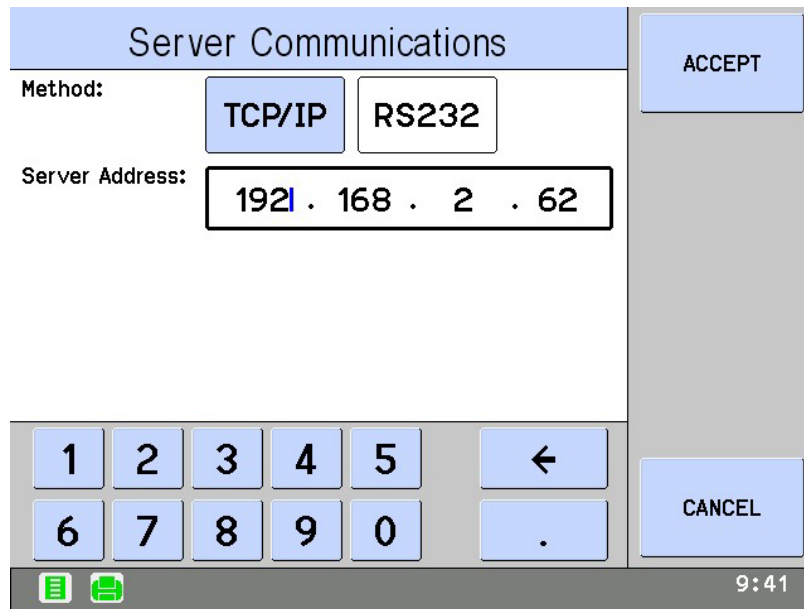 Server Communications
ACCEPT
Method:
TCP/IP RS232
Server Address:
192 . 168 . 2 . 62
1 2 3 4 5 ←
6 7 8 9 0 .
CANCEL
9:41